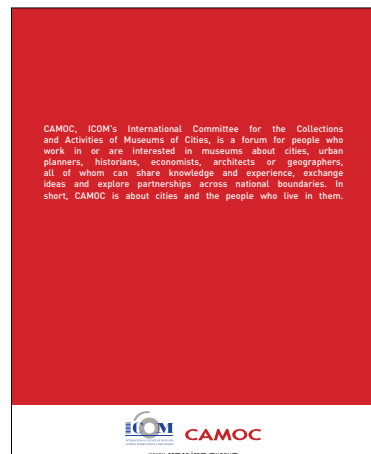 CAMOC, ICOM's International Committee for the Collections
and Activities of Museums of Cities, is a forum for people who
work in or are interested in museums about cities, urban
planners, historians, economists, architects or geographers,
all of whom can share knowledge and experience, exchange
ideas and explore partnerships across national boundaries. In
short, CAMOC is about cities and the people who live in them.
ICOM CAMOC